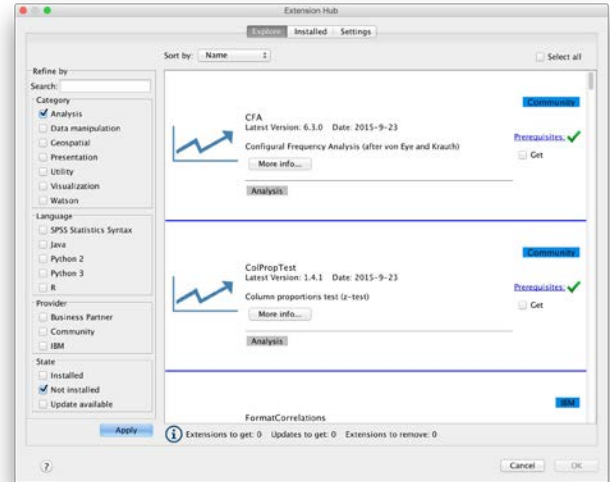 Extension Hub
Explore Installed Settings
Sort by: Name
Select all
Refine by
Search:
Category
Analysis
Data manipulation
Geospatial
Presentation
Utility
Visualization
Watson
Language
SPSS Statistics Syntax
Java
Python 2
Python 3
R
Provider
Business Partner
Community
IBM
State
Installed
Not installed
Update available
Apply
Community
CFA
Latest Version: 6.3.0 Date: 2015-9-23
Configural Frequency Analysis (after von Eye and Krauth)
More info...
Prerequisites:
Get
Analysis
Community
ColPropTest
Latest Version: 1.4.1 Date: 2015-9-23
Column proportions test (z-test)
More info...
Prerequisites:
Get
Analysis
IBM
FormatCorrelations
Extensions to get: 0 Updates to get: 0 Extensions to remove: 0
?
Cancel
OK